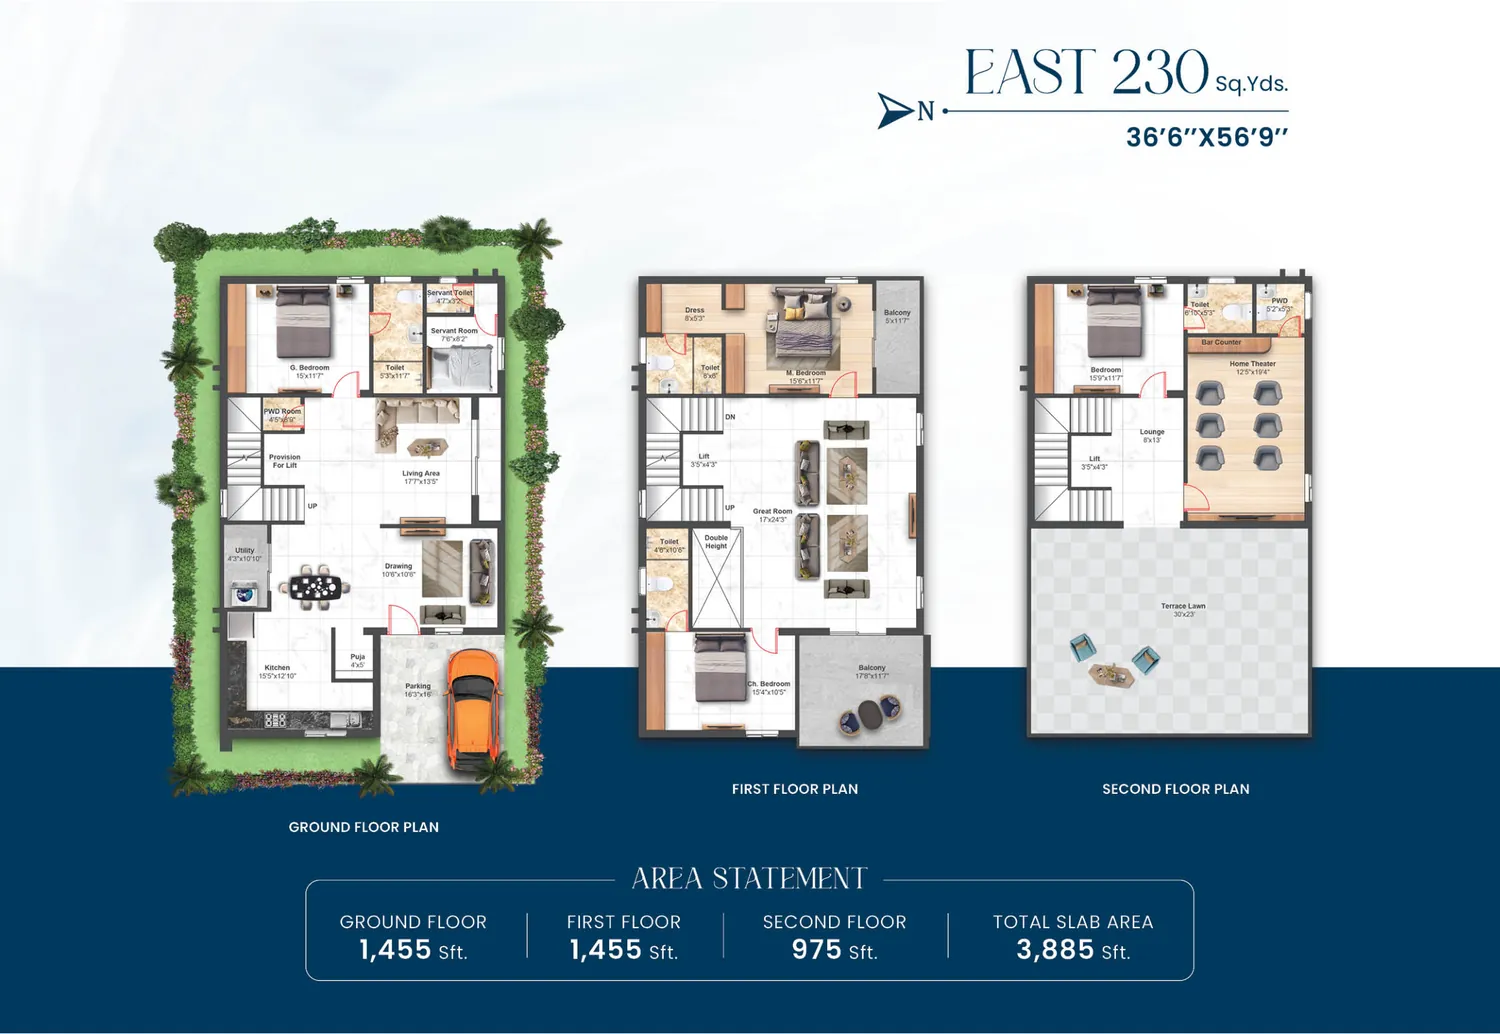 EAST 230 Sq.Yds.
N
36'6''X56'9''
Servant Toilet
4'7"x3'2"
Servant Room
7'6"x8'2"
G. Bedroom
15'x11'7"
Toilet
5'3"x11'7"
PWD Room
Provision
For Lift
Living Area
17'7"x13'5"
UP
Utility
4'3"x10'10"
Drawing
10'6"x10'6"
Puja
4'x5'
Kitchen
15'5"x12'10"
Parking
16'3"x16'
GROUND FLOOR PLAN
Dress
8'x5'3"
Balcony
5'x11'7"
Toilet
8'x6'
M. Bedroom
15'6"x11'7"
DN
Lift
3'5"x4'3"
UP
Great Room
17'x24'3"
Toilet
4'6"x10'6"
Double
Height
Ch. Bedroom
15'4"x10'5"
Balcony
17'8"x11'7"
FIRST FLOOR PLAN
Toilet
6'10"x5'3"
PWD
5'2"x5'3"
Bar Counter
Home Theater
12'5"x19'4"
Bedroom
15'9"x11'7"
Lounge
8'x13'
Lift
3'5"x4'3"
Terrace Lawn
30'x23'
SECOND FLOOR PLAN
AREA STATEMENT
GROUND FLOOR
1,455 Sft.
FIRST FLOOR
1,455 Sft.
SECOND FLOOR
975 Sft.
TOTAL SLAB AREA
3,885 Sft.